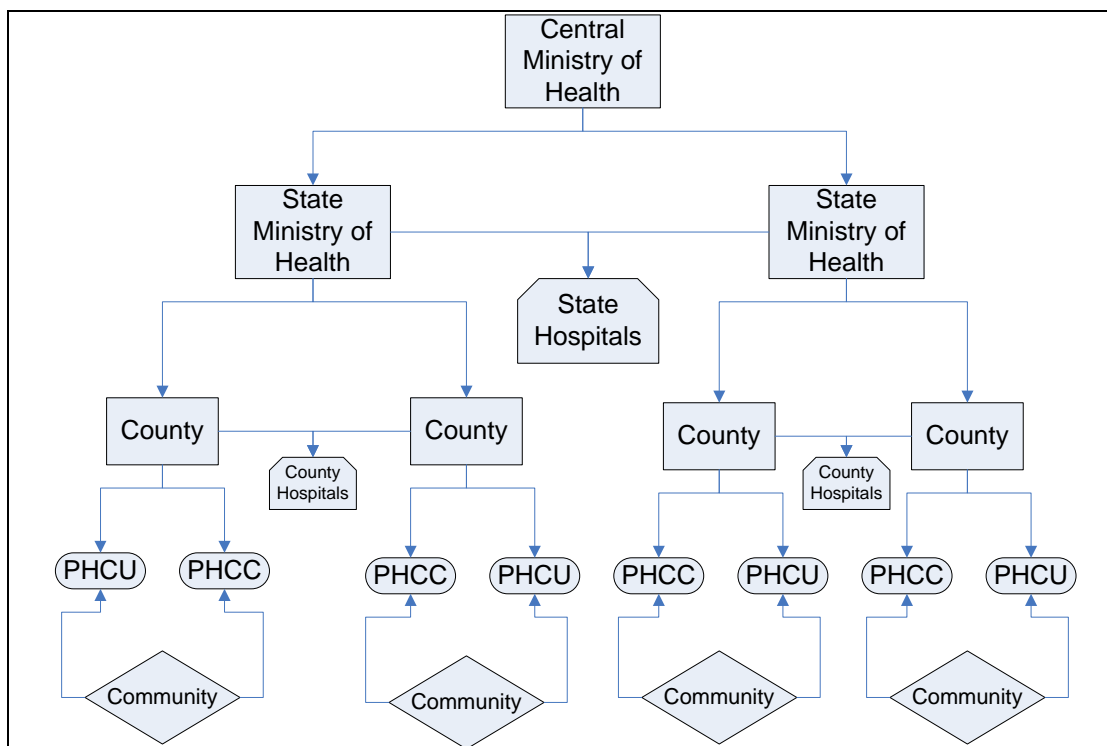 Central
Ministry of
Health
State
Ministry of
Health
State
Ministry of
Health
State
Hospitals
County
County
County
County
County
Hospitals
County
Hospitals
PHCU
PHCC
PHCC
PHCU
PHCC
PHCU
PHCC
PHCU
Community
Community
Community
Community